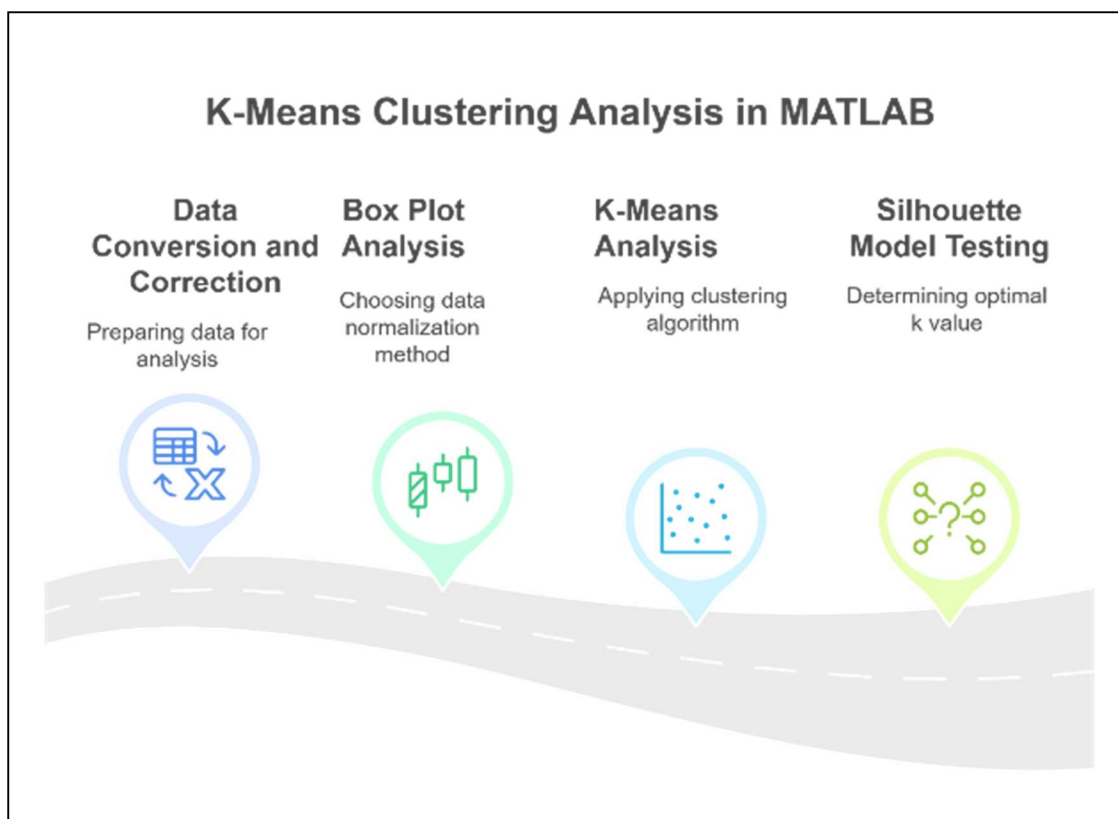 K-Means Clustering Analysis in MATLAB
Data
Conversion and
Correction
Preparing data for
analysis
Box Plot
Analysis
Choosing data
normalization
method
K-Means
Analysis
Applying clustering
algorithm
Silhouette
Model Testing
Determining optimal
k value